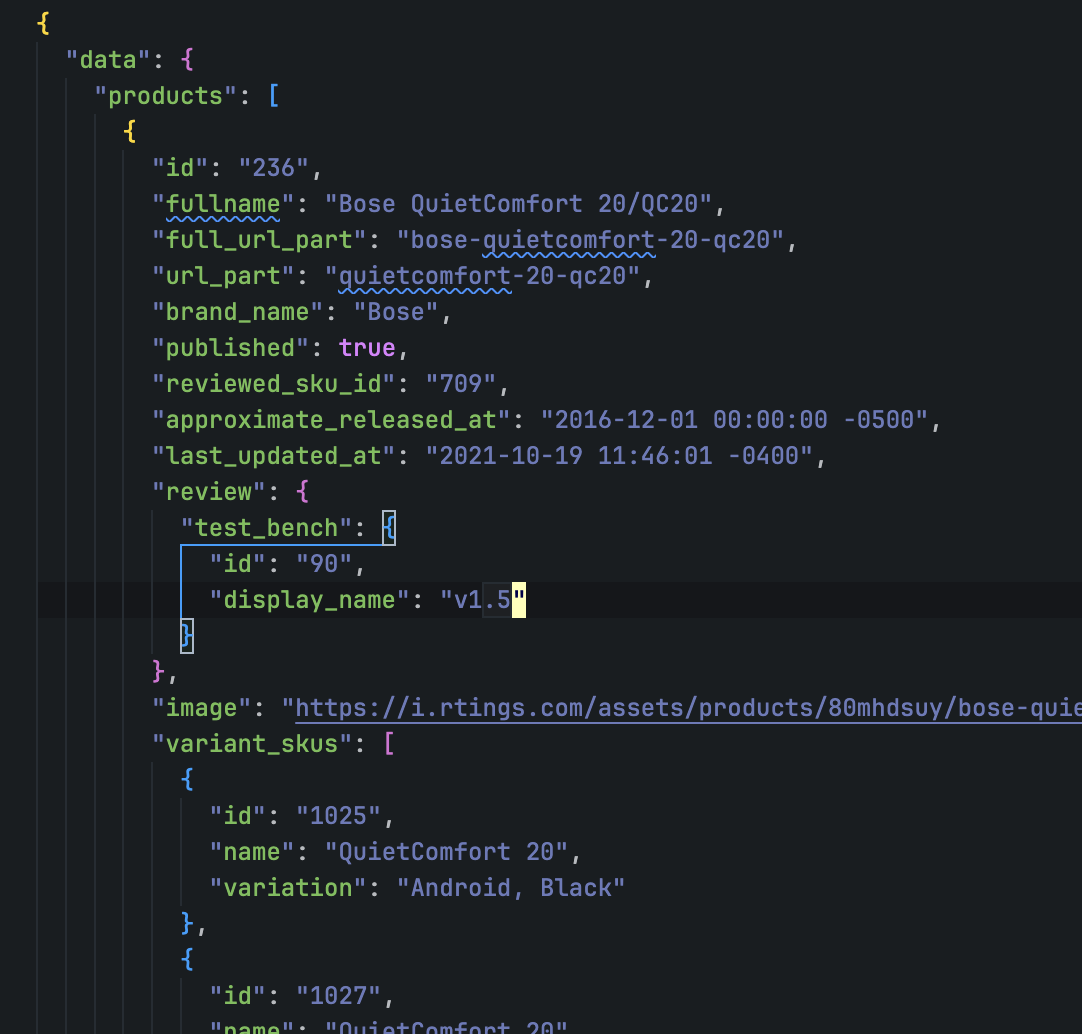 {
"data": {
"products": [
{
"id": "236",
"fullname": "Bose QuietComfort 20/QC20",
"full_url_part": "bose-quietcomfort-20-qc20",
"url_part": "quietcomfort-20-qc20",
"brand_name": "Bose",
"published": true,
"reviewed_sku_id": "709",
"approximate_released_at": "2016-12-01 00:00:00 -0500",
"last_updated_at": "2021-10-19 11:46:01 -0400",
"review": {
"test_bench": {
"id": "90",
"display_name": "v1.5"
}
},
"image": "https://i.rtings.com/assets/products/80mhdsuy/bose-quie
"variant_skus": [
{
"id": "1025",
"name": "QuietComfort 20",
"variation": "Android, Black"
},
{
"id": "1027",
"name": "QuietComfort 20"